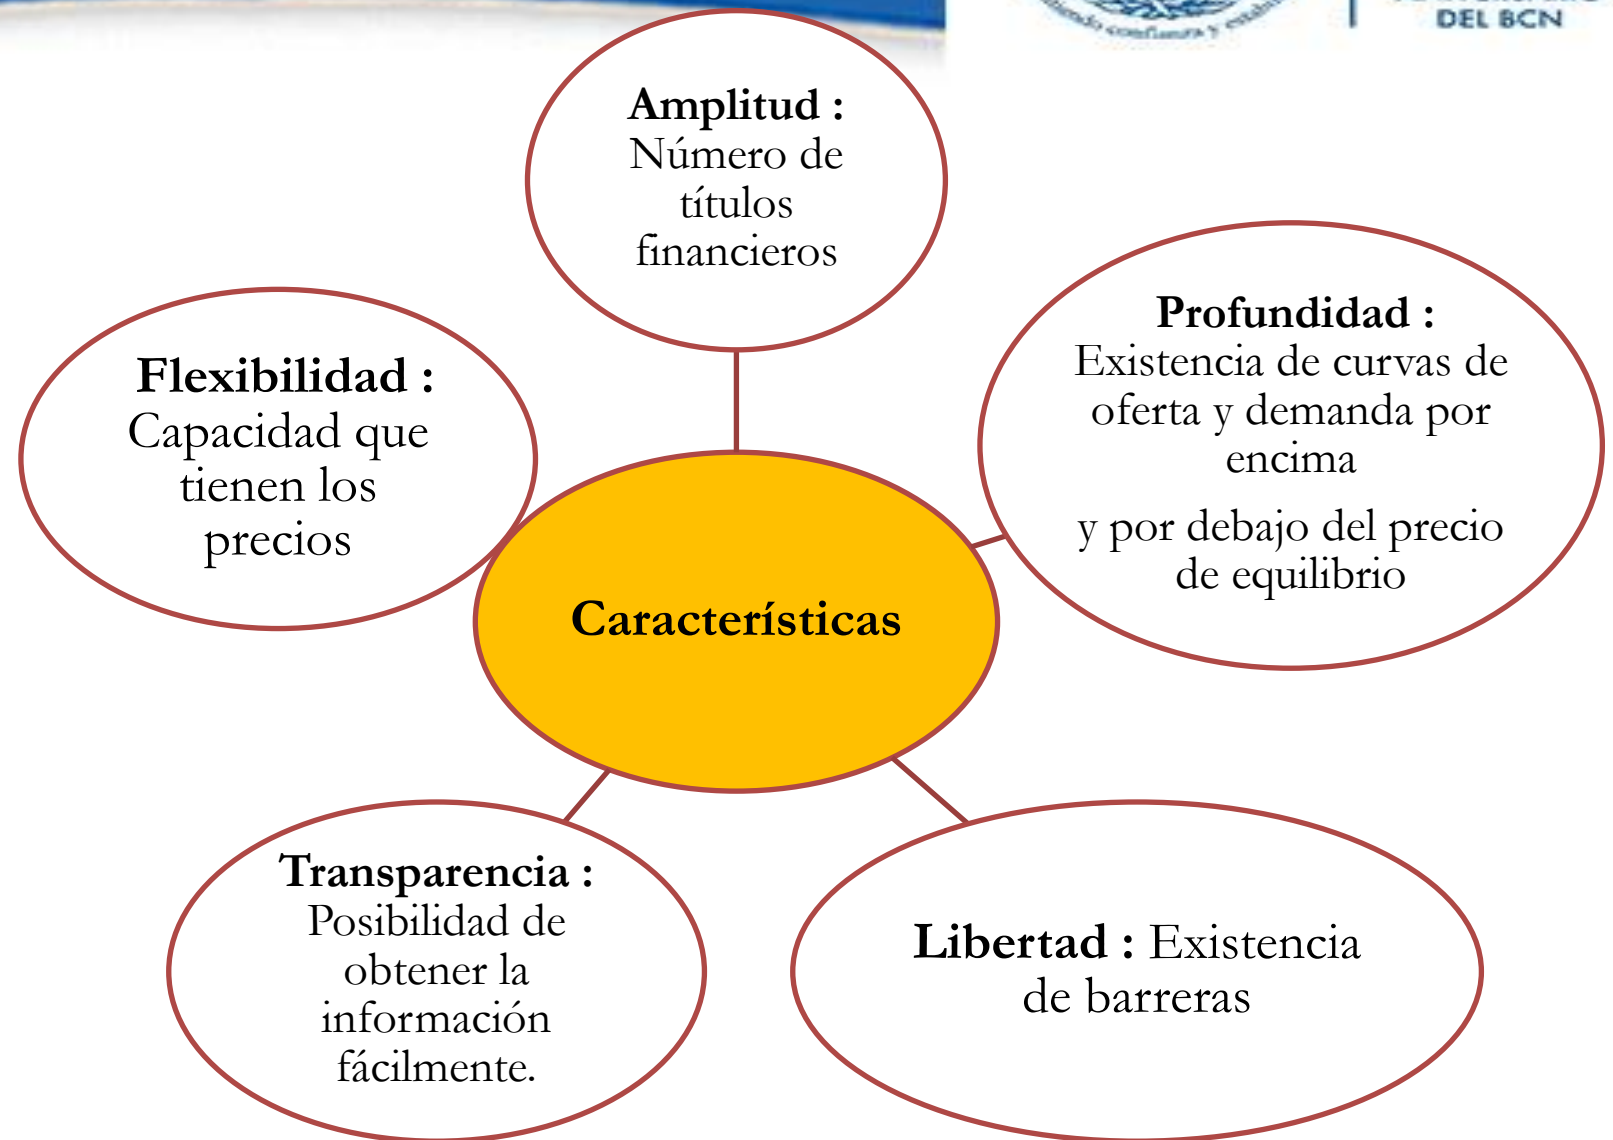 DEL BCN
Amplitud :
Número de
títulos
financieros
Profundidad :
Existencia de curvas de
oferta y demanda por
encima
y por debajo del precio
de equilibrio
Flexibilidad :
Capacidad que
tienen los
precios
Características
Transparencia :
Posibilidad de
obtener la
información
fácilmente.
Libertad : Existencia
de barreras